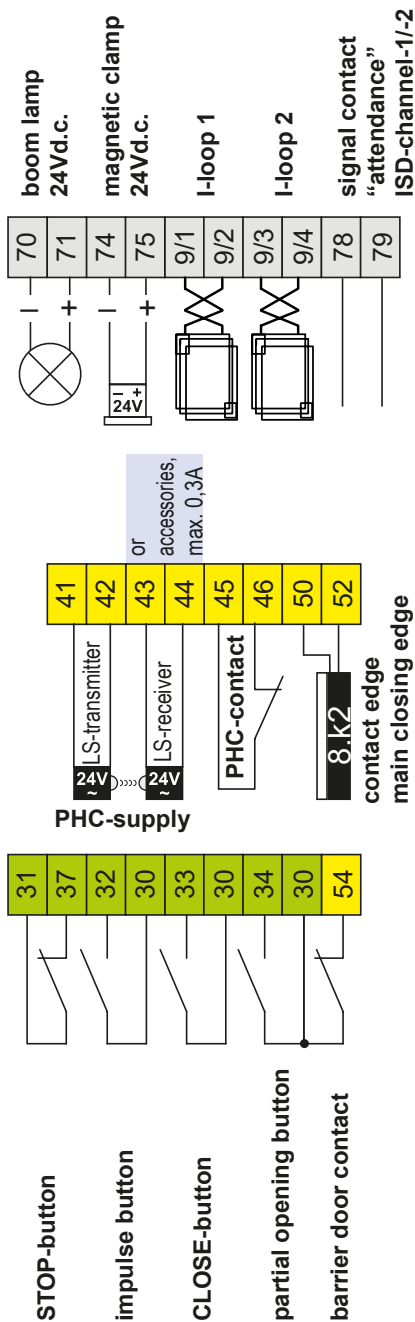 STOP-button
impulse button
CLOSE-button
partial opening button
barrier door contact
31
37
32
30
33
30
34
30
54
PHC-supply
24V
~
24V
~
LS-transmitter
LS-receiver
PHC-contact
8.k2
contact edge
main closing edge
41
42
43
44
45
46
50
52
or
accessories,
max. 0,3A
24V
– +
–
+
–
+
70
71
74
75
9/1
9/2
9/3
9/4
78
79
boom lamp
24Vd.c.
magnetic clamp
24Vd.c.
I-loop 1
I-loop 2
signal contact
“attendance”
ISD-channel-1/-2